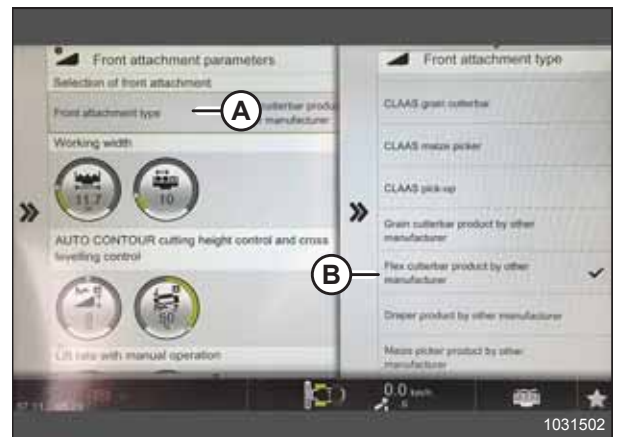 Front attachment parameters
Selection of front attachment
Front attachment type
cutterbar produ
manufacturer
A
Working width
11.7
10
AUTO CONTOUR cutting height control and cross
levelling control
50
Lift rate with manual operation
Front attachment type
CLAAS grain cutterbar
CLAAS maize picker
CLAAS pick-up
Grain cutterbar product by other
manufacturer
Flex cutterbar product by other
manufacturer
B
Draper product by other manufacturer
Maize picker product by other
manufacturer
0.0 km/h
1031502